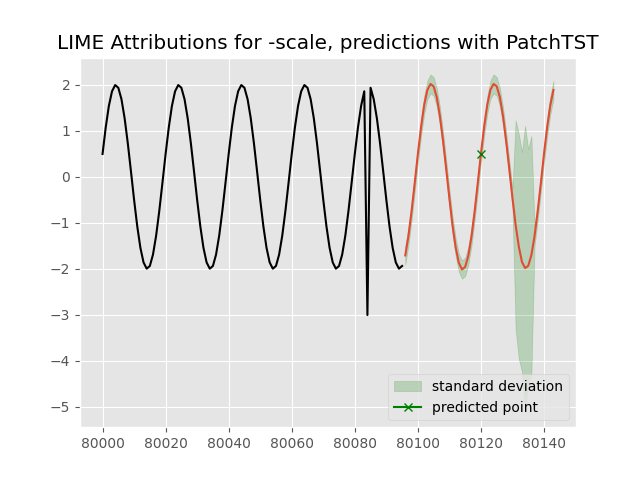 LIME Attributions for -scale, predictions with PatchTST
2
1
0
−1
−2
−3
−4
−5
standard deviation
predicted point
80000 80020 80040 80060 80080 80100 80120 80140